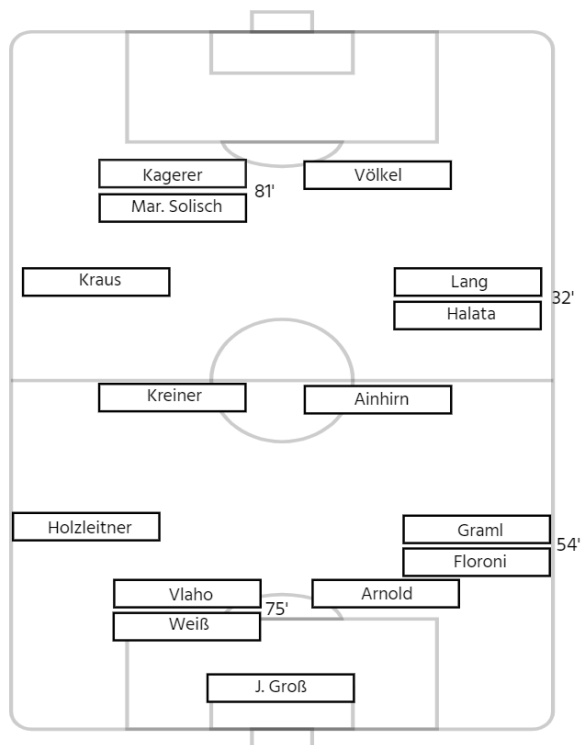 Kagerer
Völkel
81'
Mar. Solisch
Kraus
Lang
32'
Halata
Kreiner
Ainhirn
Holzleitner
Graml
54'
Floroni
Vlaho
Arnold
75'
Weiß
J. Groß